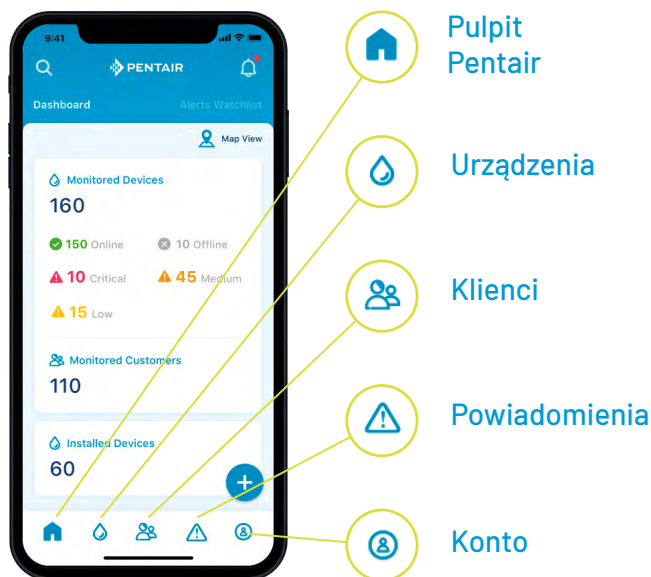 9:41
PENTAIR
Dashboard Alerts Watchlist
Map View
Monitored Devices
160
150 Online 10 Offline
10 Critical 45 Medium
15 Low
Monitored Customers
110
Installed Devices
60
Pulpit
Pentair
Urządzenia
Klienci
Powiadomienia
Konto